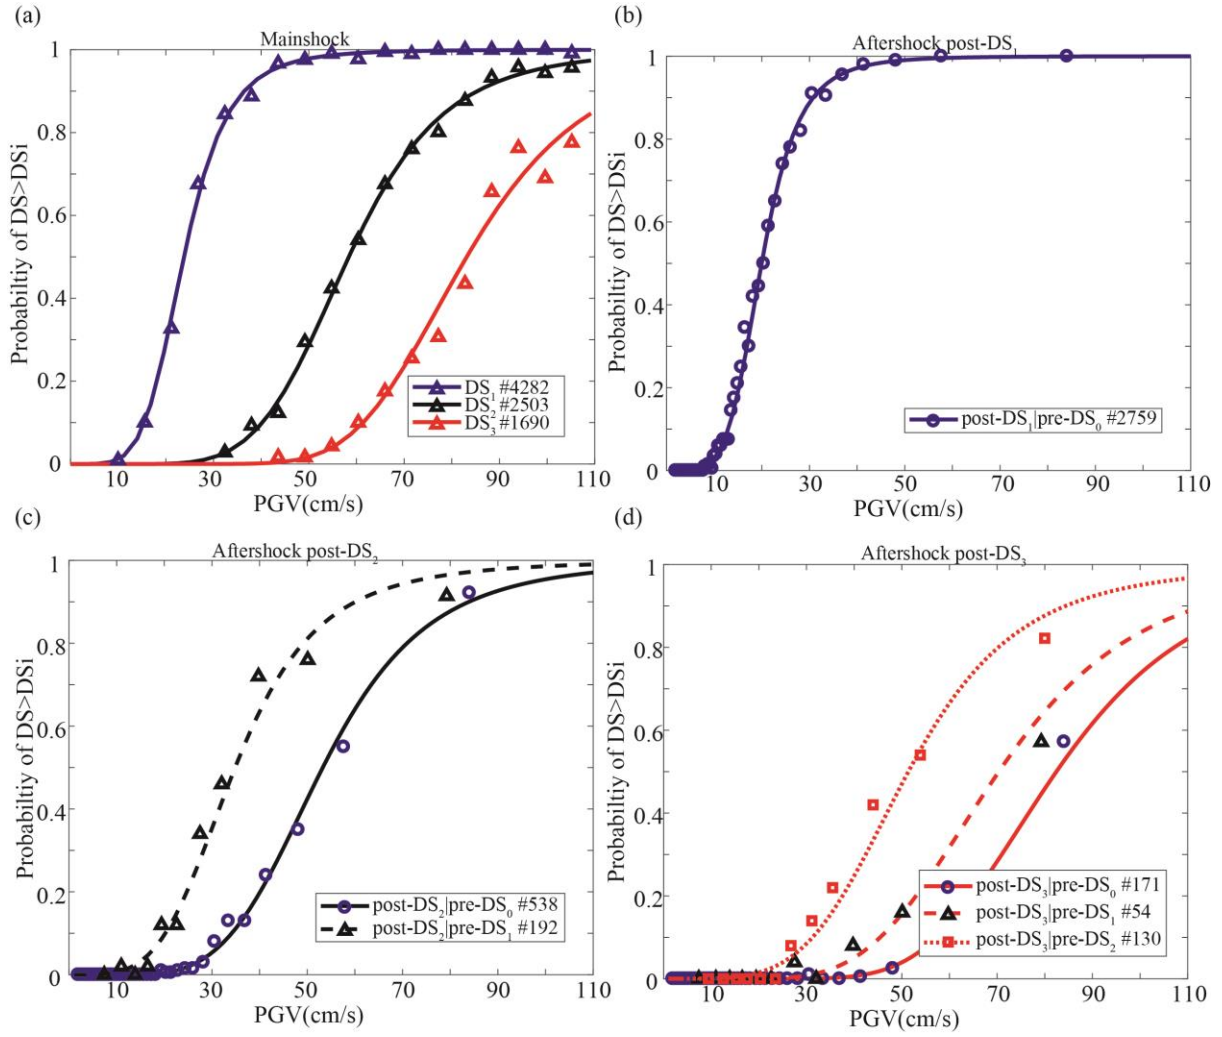 (a)
Mainshock
Probabiltiy of DS>DSi
1
0.8
0.6
0.4
0.2
0
10 30 50 70 90 110
PGV(cm/s)
DS1 #4282
DS2 #2503
DS3 #1690
(b)
Aftershock post-DS1
Probabiltiy of DS>DSi
1
0.8
0.6
0.4
0.2
0
10 30 50 70 90 110
PGV(cm/s)
post-DS1|pre-DS0 #2759
(c)
Aftershock post-DS2
Probabiltiy of DS>DSi
1
0.8
0.6
0.4
0.2
0
10 30 50 70 90 110
PGV(cm/s)
post-DS2|pre-DS0 #538
post-DS2|pre-DS1 #192
(d)
Aftershock post-DS3
Probabiltiy of DS>DSi
1
0.8
0.6
0.4
0.2
0
10 30 50 70 90 110
PGV(cm/s)
post-DS3|pre-DS0 #171
post-DS3|pre-DS1 #54
post-DS3|pre-DS2 #130